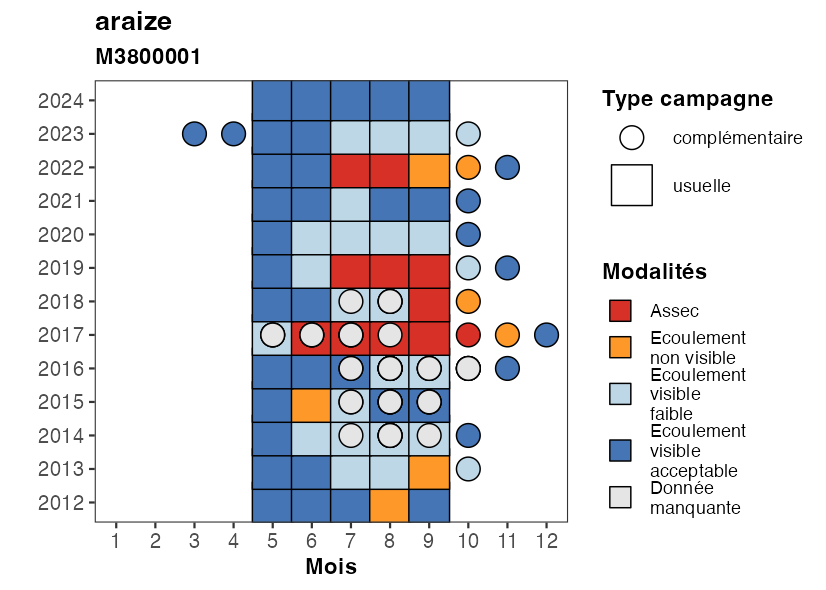 araize
M3800001
2024
2023
2022
2021
2020
2019
2018
2017
2016
2015
2014
2013
2012
1 2 3 4 5 6 7 8 9 10 11 12
Mois
Type campagne
complémentaire
usuelle
Modalités
Assec
Ecoulement
non visible
Ecoulement
visible
faible
Ecoulement
visible
acceptable
Donnée
manquante